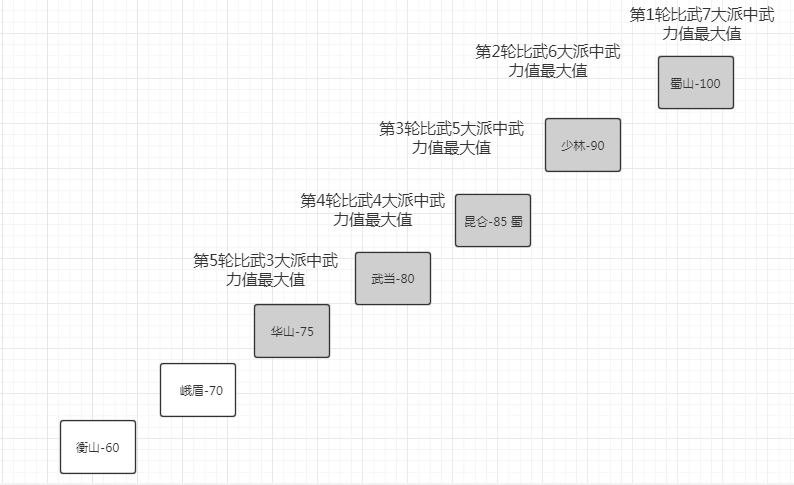 第1轮比武7大派中武
力值最大值
蜀山-100
第2轮比武6大派中武
力值最大值
少林-90
第3轮比武5大派中武
力值最大值
昆仑-85 蜀
第4轮比武4大派中武
力值最大值
武当-80
第5轮比武3大派中武
力值最大值
华山-75
峨眉-70
衡山-60